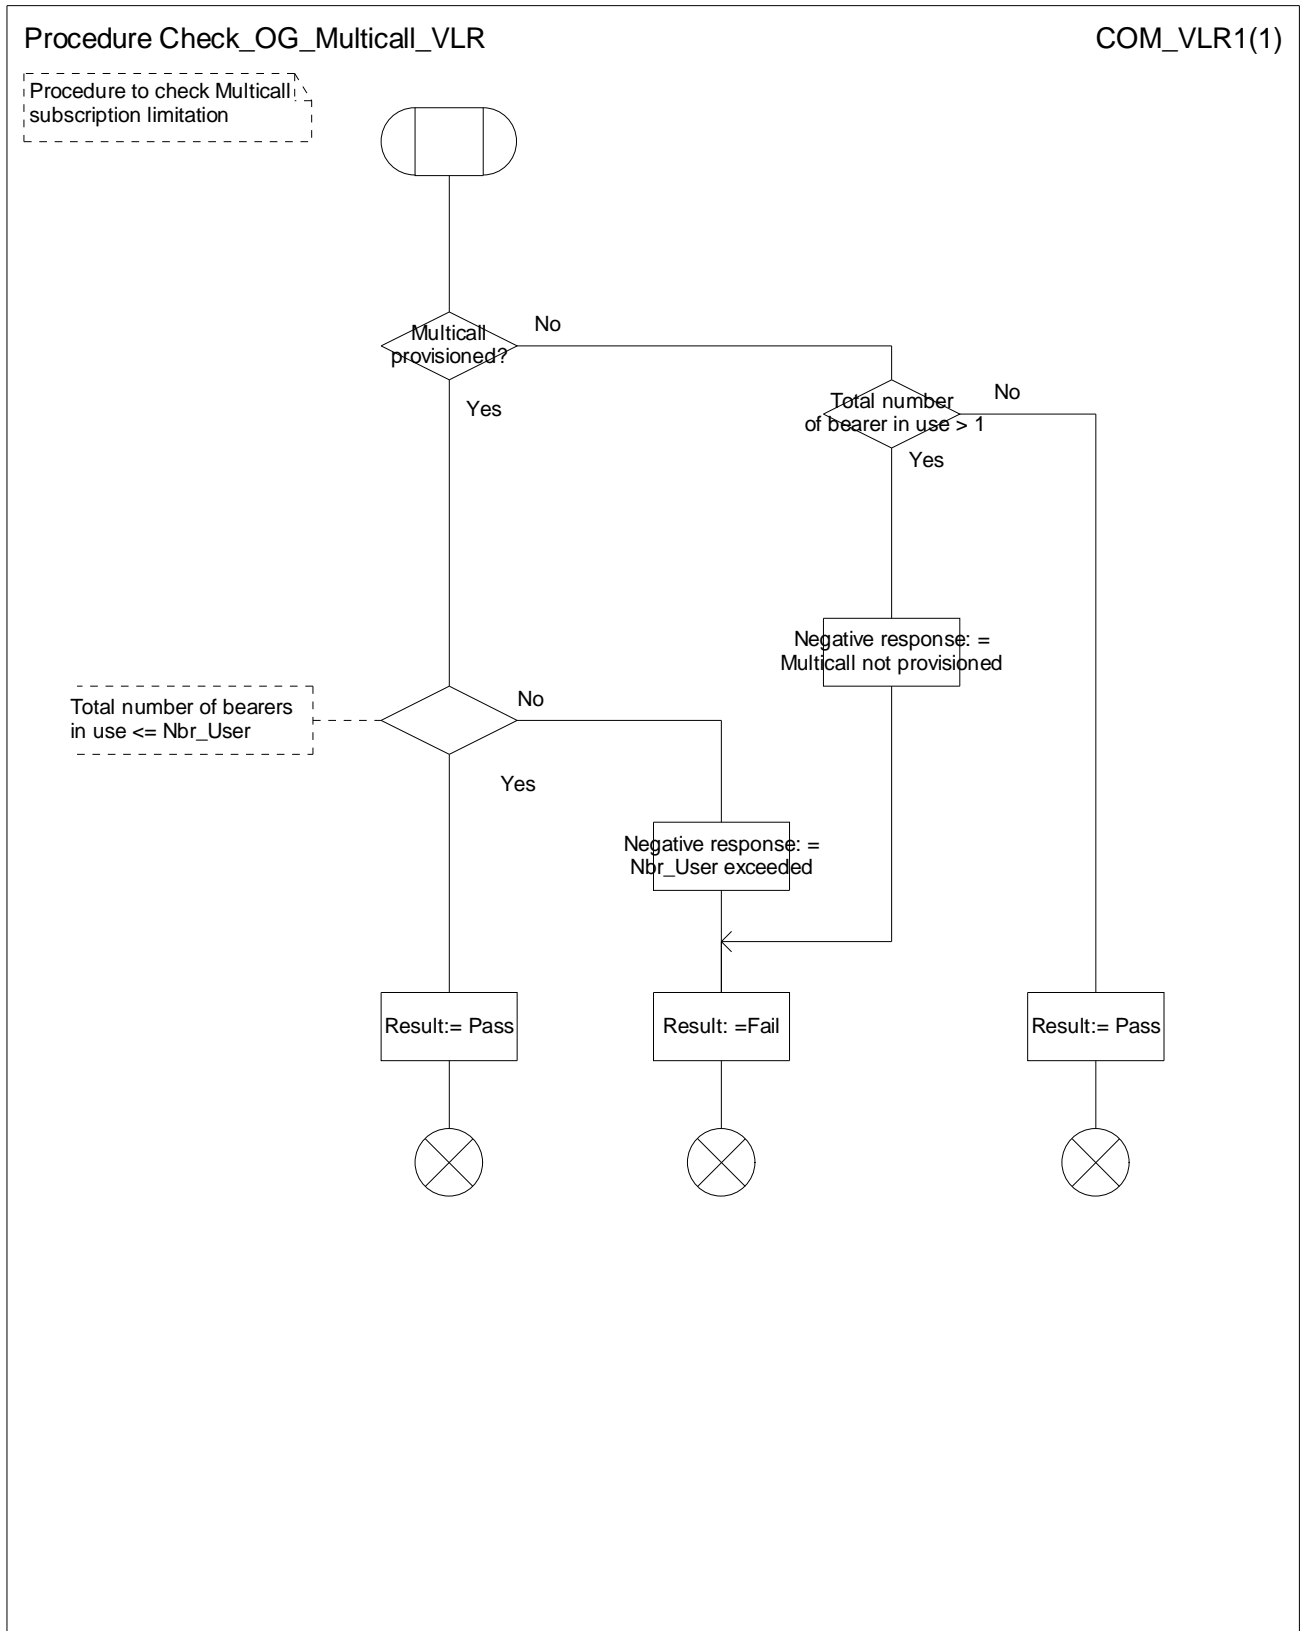 Procedure Check_OG_Multicall_VLR
COM_VLR1(1)
Procedure to check Multicall
subscription limitation
Multicall
provisioned?
No
Yes
Total number
of bearer in use > 1
No
Yes
Negative response: =
Multicall not provisioned
Total number of bearers
in use <= Nbr_User
No
Yes
Negative response: =
Nbr_User exceeded
Result:= Pass
Result: =Fail
Result:= Pass